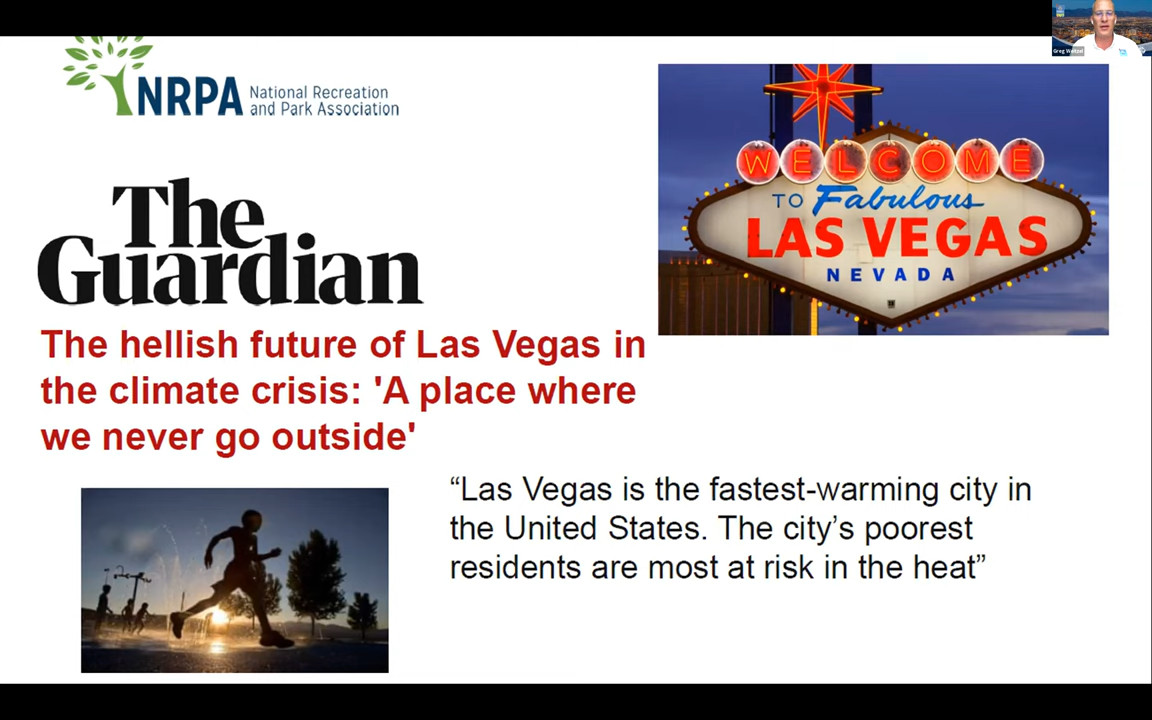 Greg Weitzel
NRPA National Recreation
and Park Association
WELCOME
TO Fabulous
LAS VEGAS
NEVADA
The
Guardian
The hellish future of Las Vegas in
the climate crisis: 'A place where
we never go outside'
“Las Vegas is the fastest-warming city in
the United States. The city’s poorest
residents are most at risk in the heat”